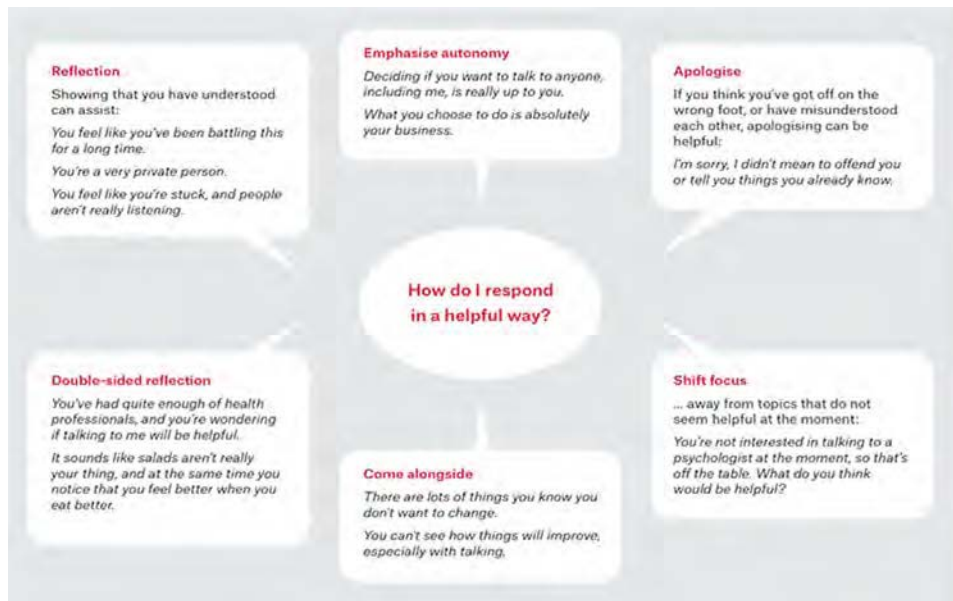 Reflection
Showing that you have understood
can assist:
You feel like you've been battling this
for a long time.
You're a very private person.
You feel like you're stuck, and people
aren't really listening.
Emphasise autonomy
Deciding if you want to talk to anyone,
including me, is really up to you.
What you choose to do is absolutely
your business.
Apologise
If you think you've got off on the
wrong foot, or have misunderstood
each other, apologising can be
helpful:
I'm sorry, I didn't mean to offend you
or tell you things you already know.
How do I respond
in a helpful way?
Double-sided reflection
You've had quite enough of health
professionals, and you're wondering
if talking to me will be helpful.
It sounds like salads aren't really
your thing, and at the same time you
notice that you feel better when you
eat better.
Come alongside
There are lots of things you know you
don't want to change.
You can't see how things will improve,
especially with talking.
Shift focus
... away from topics that do not
seem helpful at the moment:
You're not interested in talking to a
psychologist at the moment, so that's
off the table. What do you think
would be helpful?